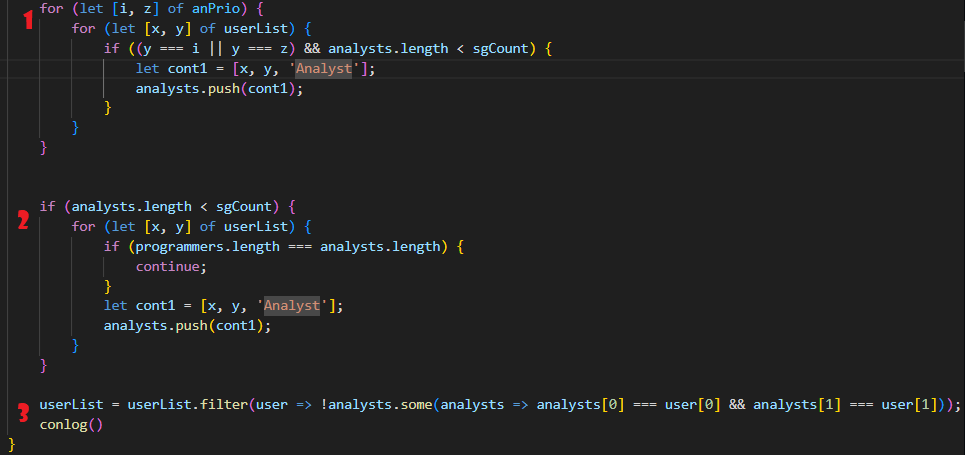 1 for (let [i, z] of anPrio) {
for (let [x, y] of userList) {
if ((y === i || y === z) && analysts.length < sgCount) {
let cont1 = [x, y, 'Analyst'];
analysts.push(cont1);
}
}
}
2 if (analysts.length < sgCount) {
for (let [x, y] of userList) {
if (programmers.length === analysts.length) {
continue;
}
let cont1 = [x, y, 'Analyst'];
analysts.push(cont1);
}
}
3 userList = userList.filter(user => !analysts.some(analysts => analysts[0] === user[0] && analysts[1] === user[1]));
conlog()
}